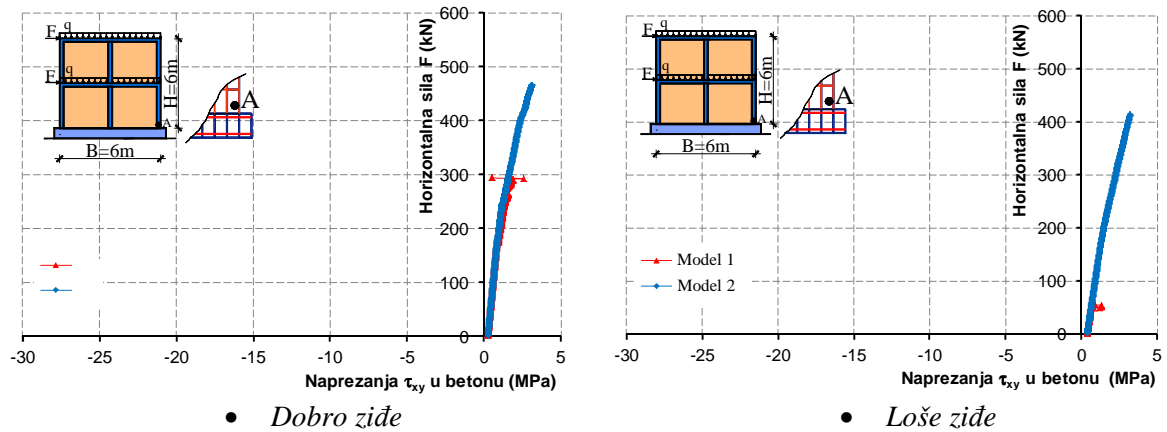 600
500
400
300
200
100
0
Horizontalna sila F (kN)
F
q
F
q
H=6m
A
A
B=6m
-30 -25 -20 -15 -10 -5 0 5
Naprezanja τxy u betonu (MPa)
• Dobro ziđe
600
500
400
300
200
100
0
Horizontalna sila F (kN)
F
q
F
q
H=6m
A
A
B=6m
Model 1
Model 2
-30 -25 -20 -15 -10 -5 0 5
Naprezanja τxy u betonu (MPa)
• Loše ziđe